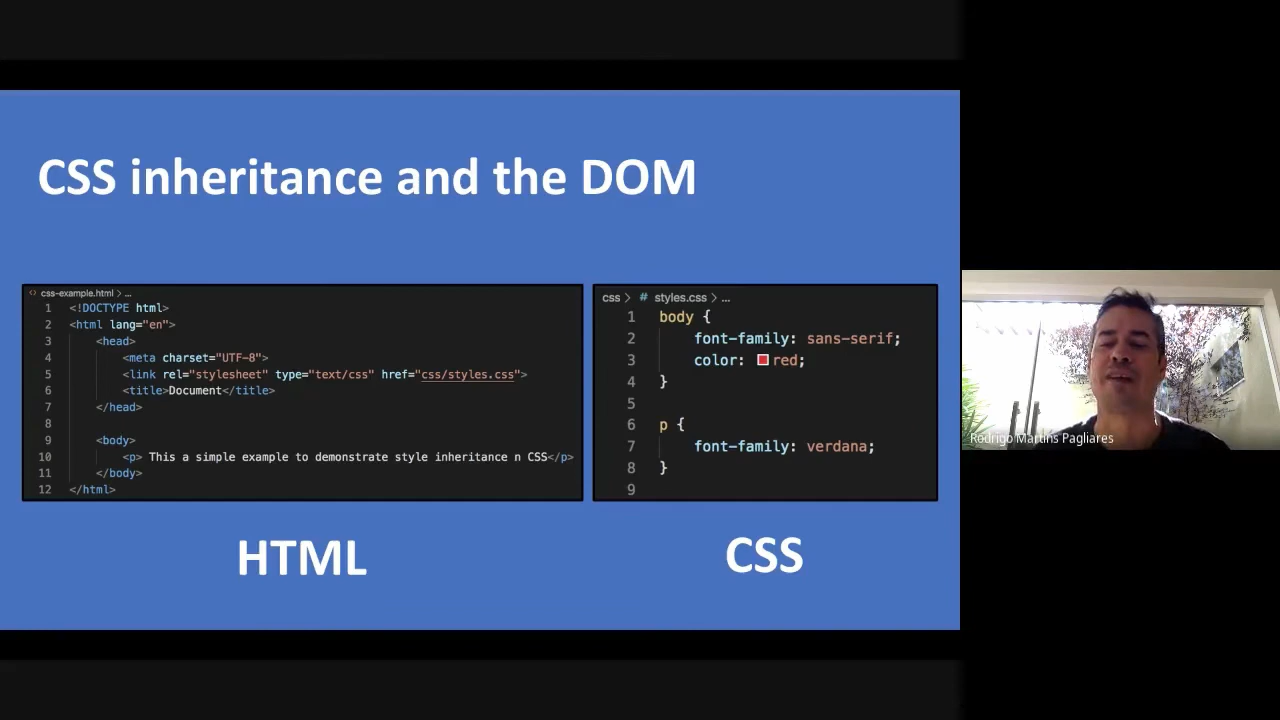 CSS inheritance and the DOM
<> css-example.html > ...
1 <!DOCTYPE html>
2 <html lang="en">
3 <head>
4 <meta charset="UTF-8">
5 <link rel="stylesheet" type="text/css" href="css/styles.css">
6 <title>Document</title>
7 </head>
8
9 <body>
10 <p> This a simple example to demonstrate style inheritance n CSS</p>
11 </body>
12 </html>
css > # styles.css > ...
1 body {
2 font-family: sans-serif;
3 color: red;
4 }
5
6 p {
7 font-family: verdana;
8 }
9
HTML
CSS
Rodrigo Martins Pagliares